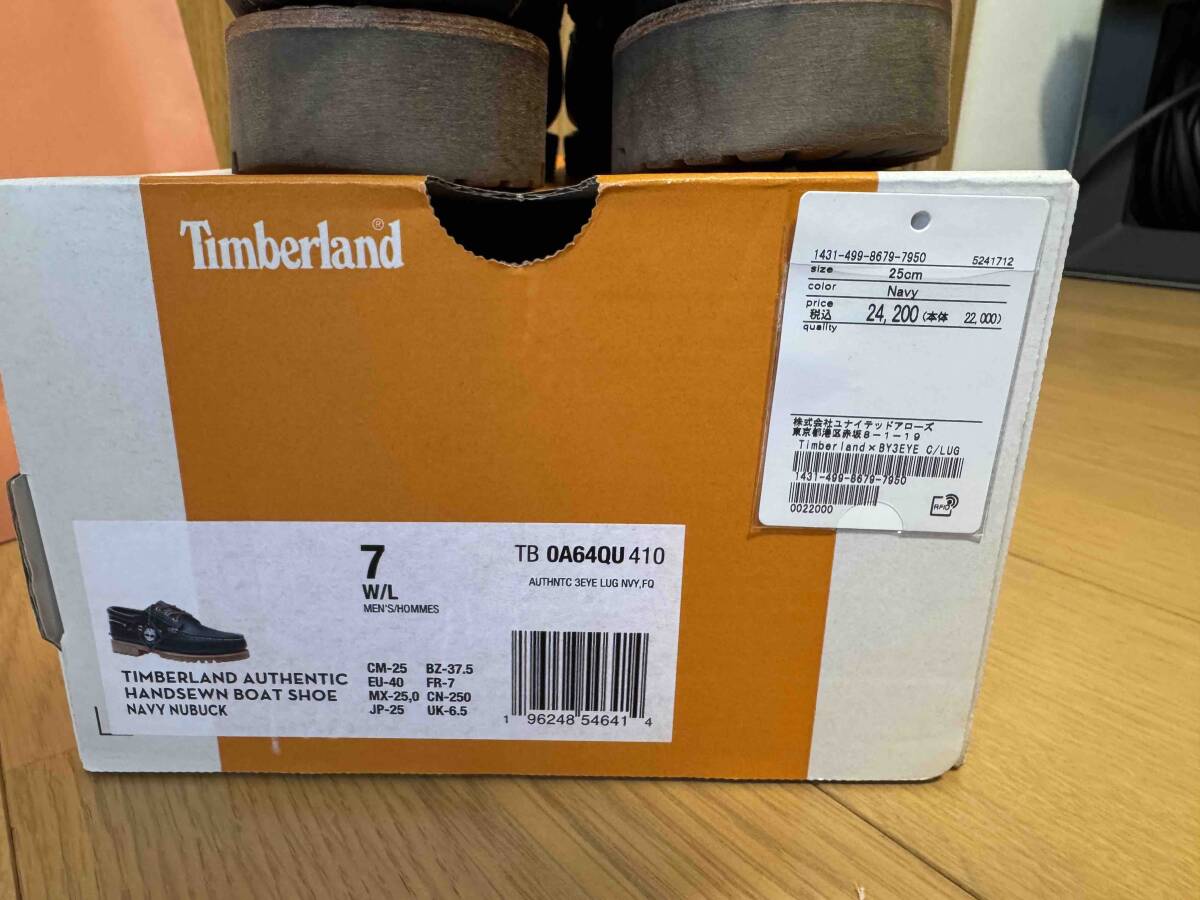 Timberland®
1431-499-8679-7950 5241712
size 25cm
color Navy
price
税込 24,200 (本体 22,000)
quality
株式会社ユナイテッドアローズ
東京都港区赤坂8-1-19
Timberland×BY3EYE C/LUG
1431-499-8679-7950
0022000
RFID
7
W/L
MEN'S/HOMMES
TB 0A64QU 410
AUTHNTC 3EYE LUG NVY,FQ
TIMBERLAND AUTHENTIC
HANDSEWN BOAT SHOE
NAVY NUBUCK
CM-25 BZ-37.5
EU-40 FR-7
MX-25,0 CN-250
JP-25 UK-6.5
1 96248 54641 4